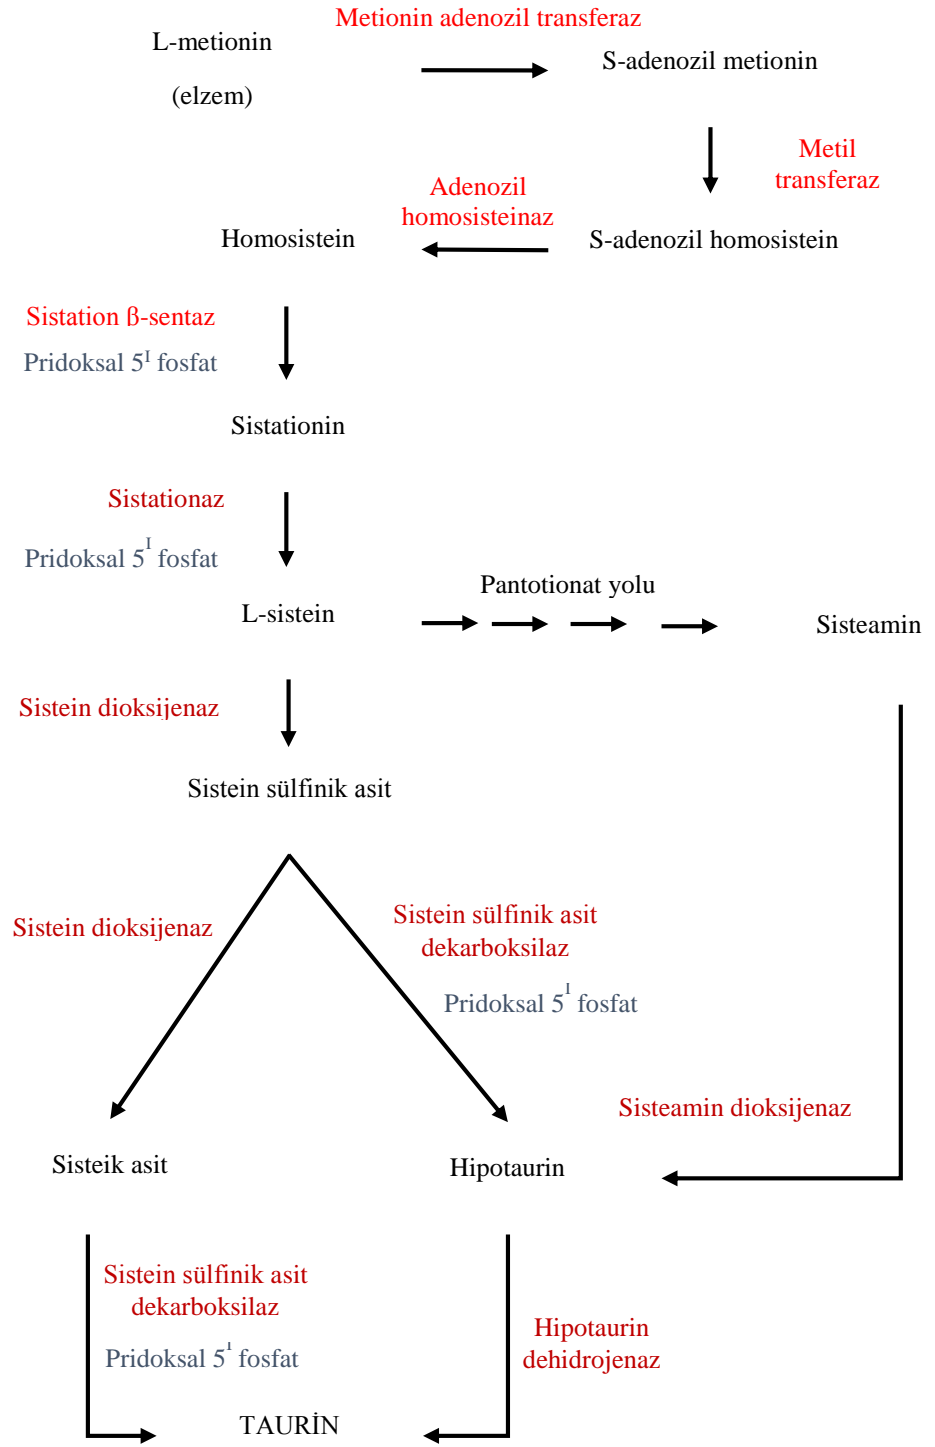 Metionin adenozil transferaz
L-metionin
(elzem)
S-adenozil metionin
Metil
transferaz
Adenozil
homosisteinaz
Homosistein
S-adenozil homosistein
Sistation ß-sentaz
Pridoksal 5ᴵ fosfat
Sistationin
Sistationaz
Pridoksal 5ᴵ fosfat
Pantotionat yolu
L-sistein
Sisteamin
Sistein dioksijenaz
Sistein sülfinik asit
Sistein dioksijenaz
Sistein sülfinik asit
dekarboksilaz
Pridoksal 5ᴵ fosfat
Sisteamin dioksijenaz
Sisteik asit
Hipotaurin
Sistein sülfinik asit
dekarboksilaz
Pridoksal 5ᴵ fosfat
Hipotaurin
dehidrojenaz
TAURİN